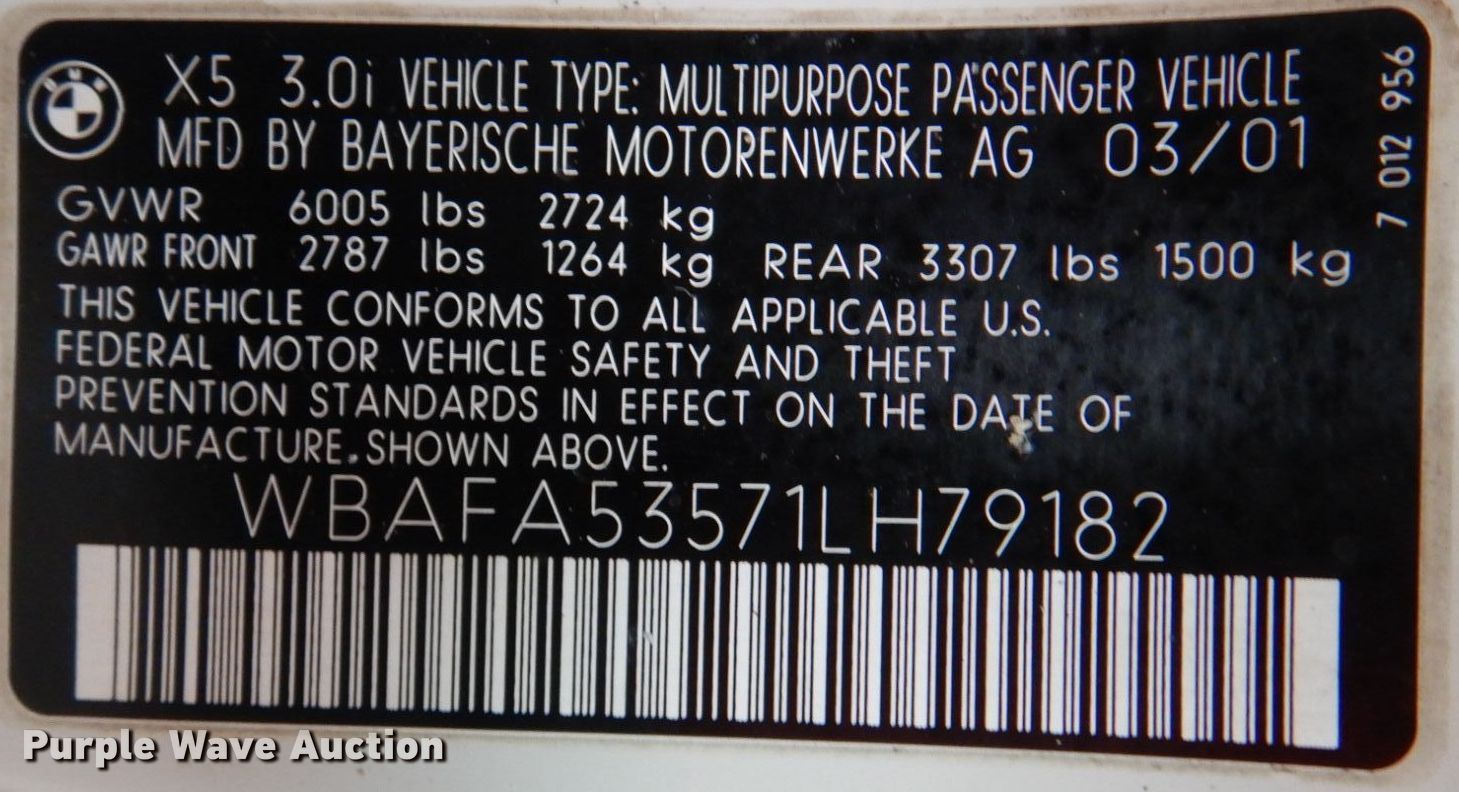 X5 3.0i VEHICLE TYPE: MULTIPURPOSE PASSENGER VEHICLE
MFD BY BAYERISCHE MOTORENWERKE AG 03/01
7 012 956
GVWR 6005 lbs 2724 kg
GAWR FRONT 2787 lbs 1264 kg REAR 3307 lbs 1500 kg
THIS VEHICLE CONFORMS TO ALL APPLICABLE U.S.
FEDERAL MOTOR VEHICLE SAFETY AND THEFT
PREVENTION STANDARDS IN EFFECT ON THE DATE OF
MANUFACTURE.SHOWN ABOVE.
WBAFA53571LH79182
Purple Wave Auction